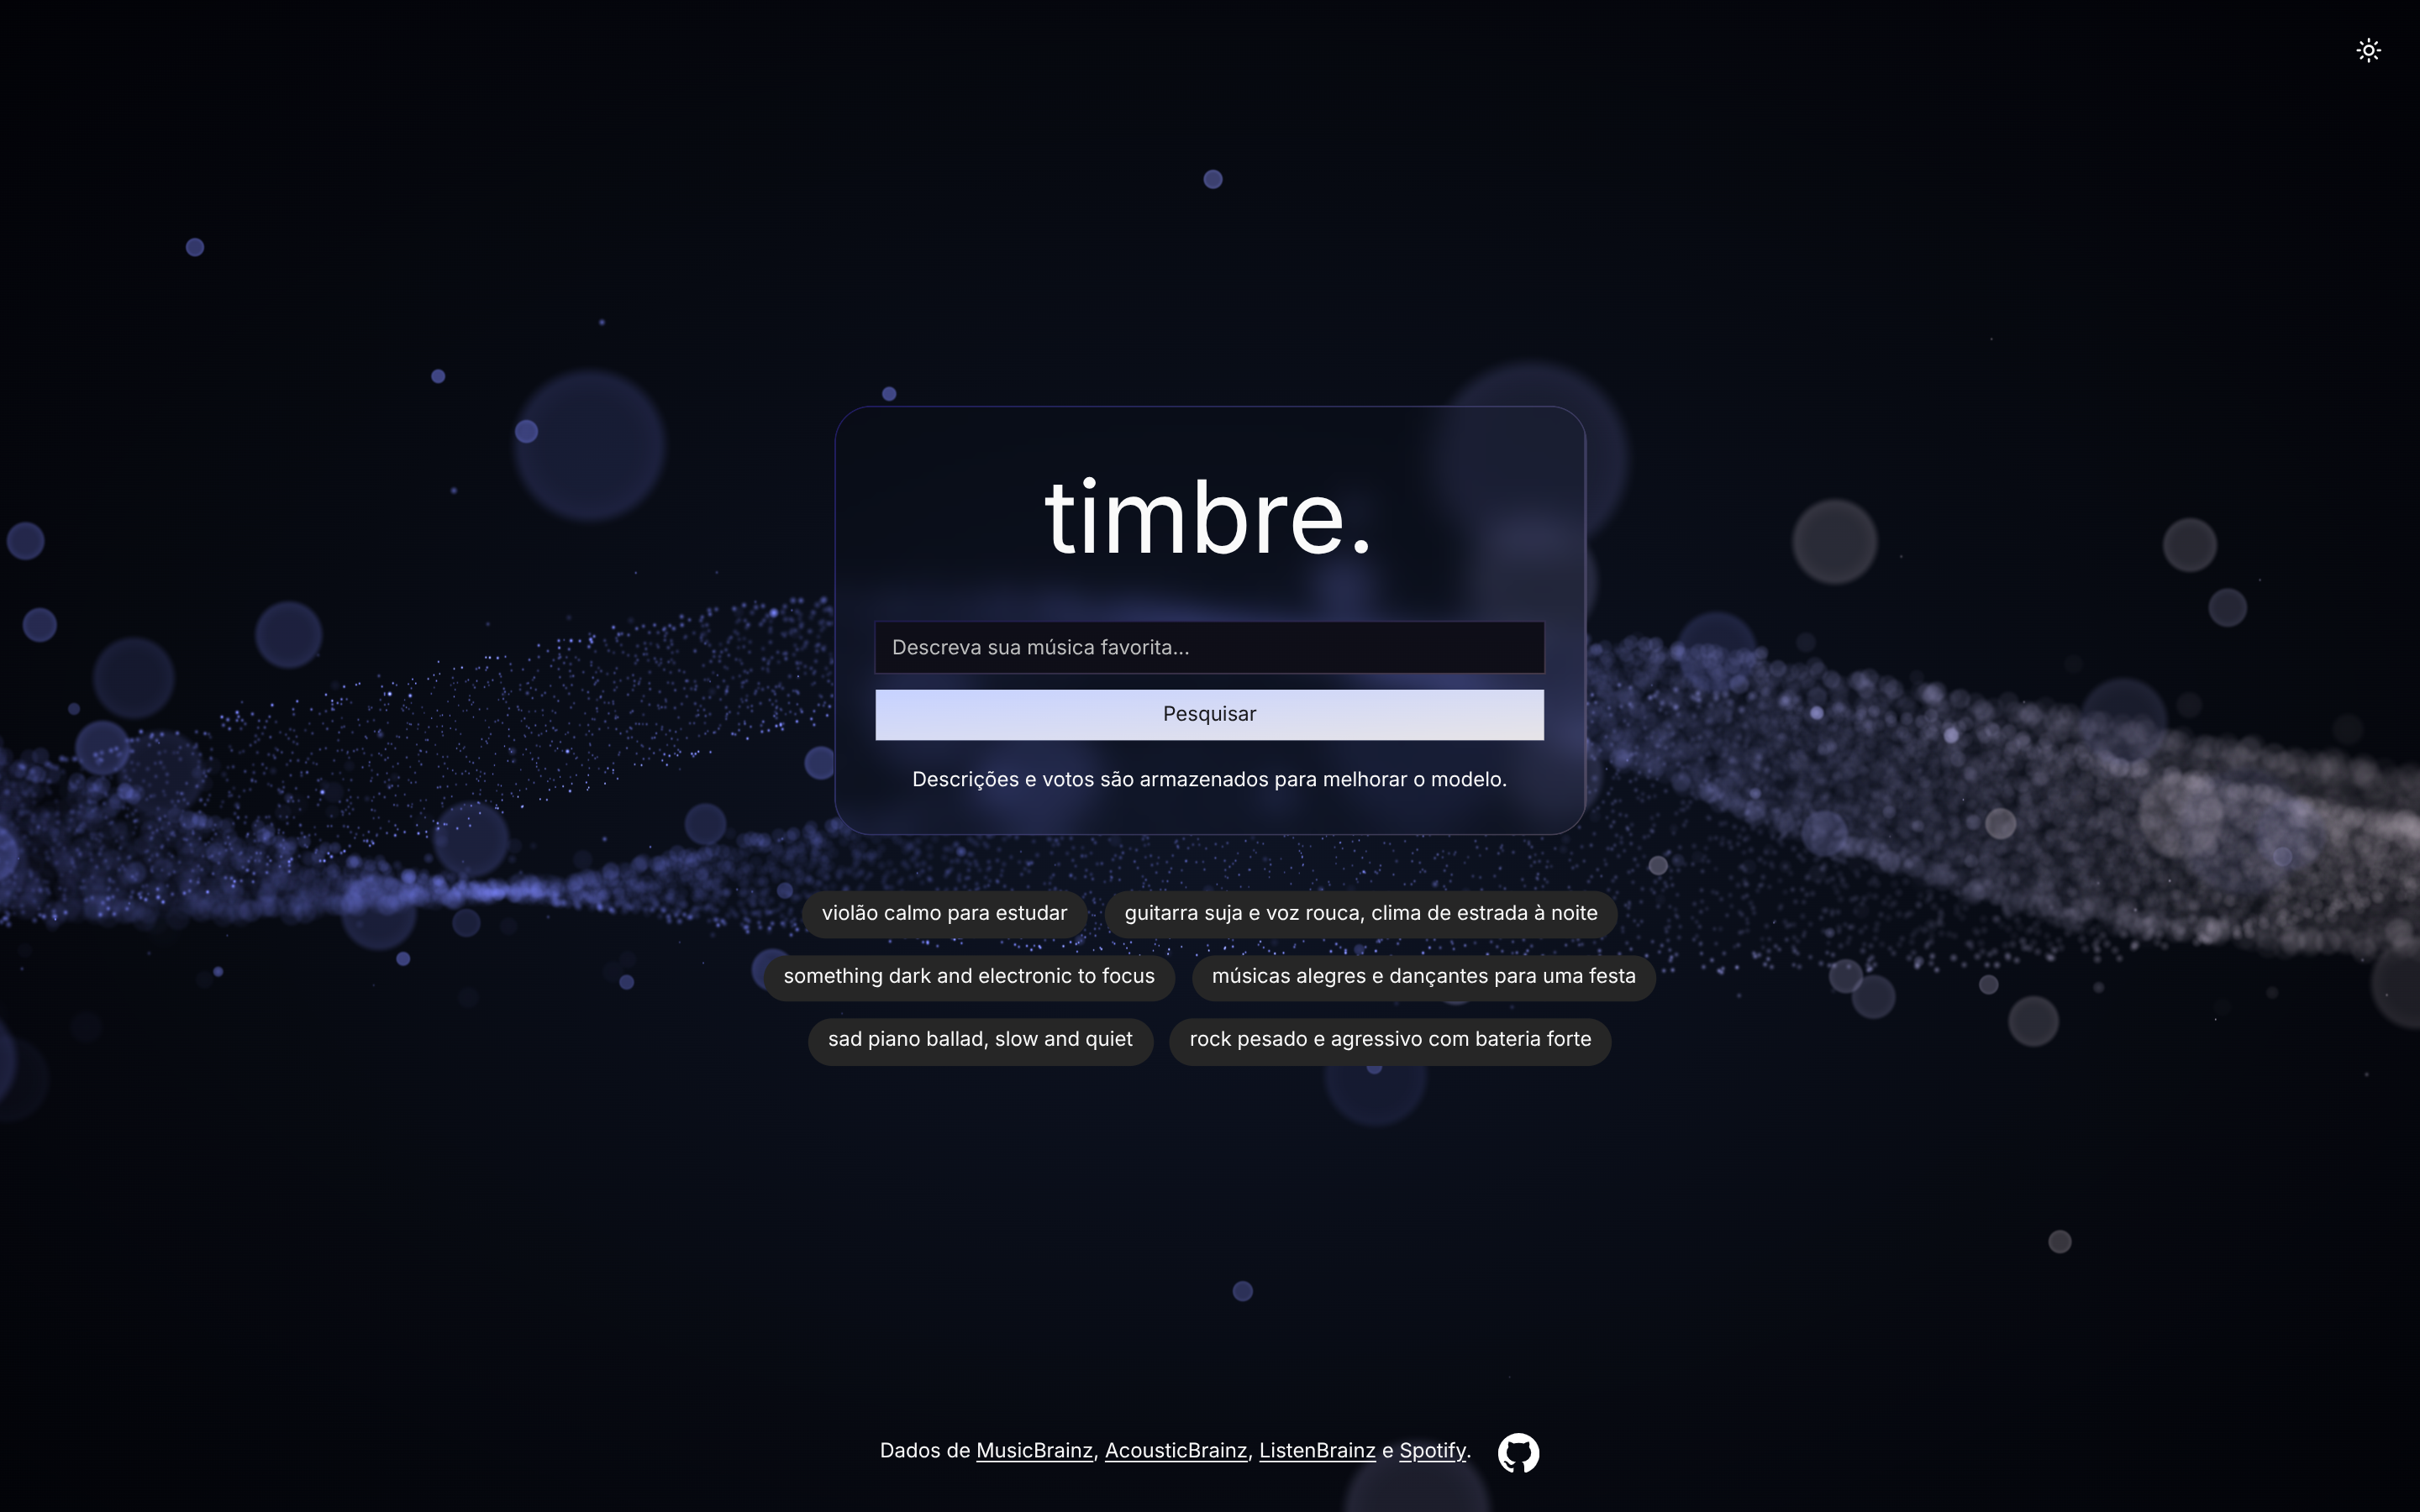 timbre.
Descreva sua música favorita...
Pesquisar
Descrições e votos são armazenados para melhorar o modelo.
violão calmo para estudar
guitarra suja e voz rouca, clima de estrada à noite
something dark and electronic to focus
músicas alegres e dançantes para uma festa
sad piano ballad, slow and quiet
rock pesado e agressivo com bateria forte
Dados de MusicBrainz, AcousticBrainz, ListenBrainz e Spotify.